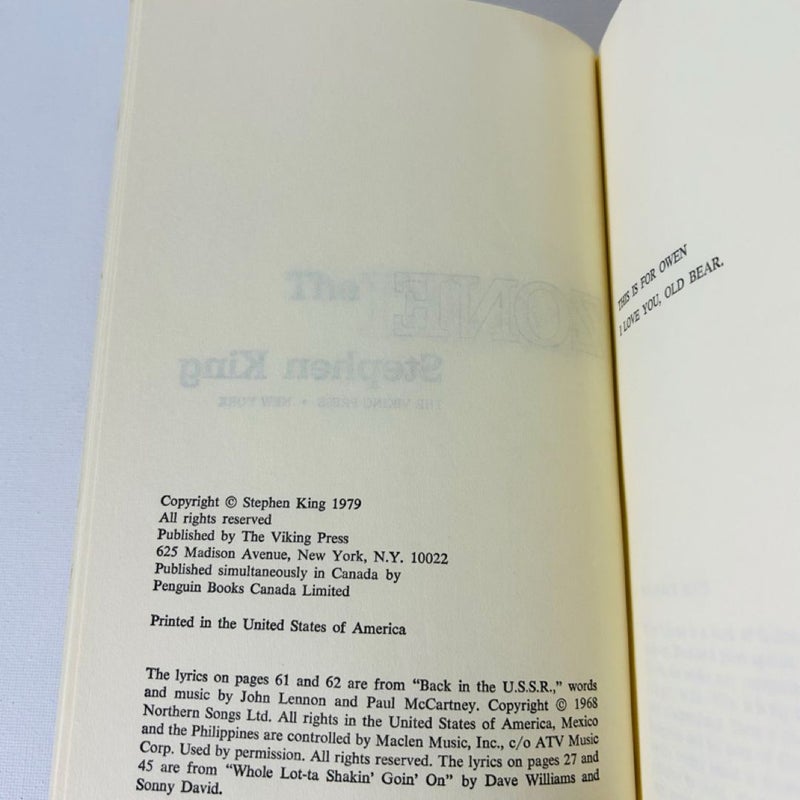 The
ZONE
Stephen King
THE VIKING PRESS • NEW YORK
Copyright © Stephen King 1979
All rights reserved
Published by The Viking Press
625 Madison Avenue, New York, N.Y. 10022
Published simultaneously in Canada by
Penguin Books Canada Limited
Printed in the United States of America
The lyrics on pages 61 and 62 are from “Back in the U.S.S.R.,” words
and music by John Lennon and Paul McCartney. Copyright © 1968
Northern Songs Ltd. All rights in the United States of America, Mexico
and the Philippines are controlled by Maclen Music, Inc., c/o ATV Music
Corp. Used by permission. All rights reserved. The lyrics on pages 27 and
45 are from “Whole Lot-ta Shakin’ Goin’ On” by Dave Williams and
Sonny David.
THIS IS FOR OWEN
I LOVE YOU, OLD BEAR.